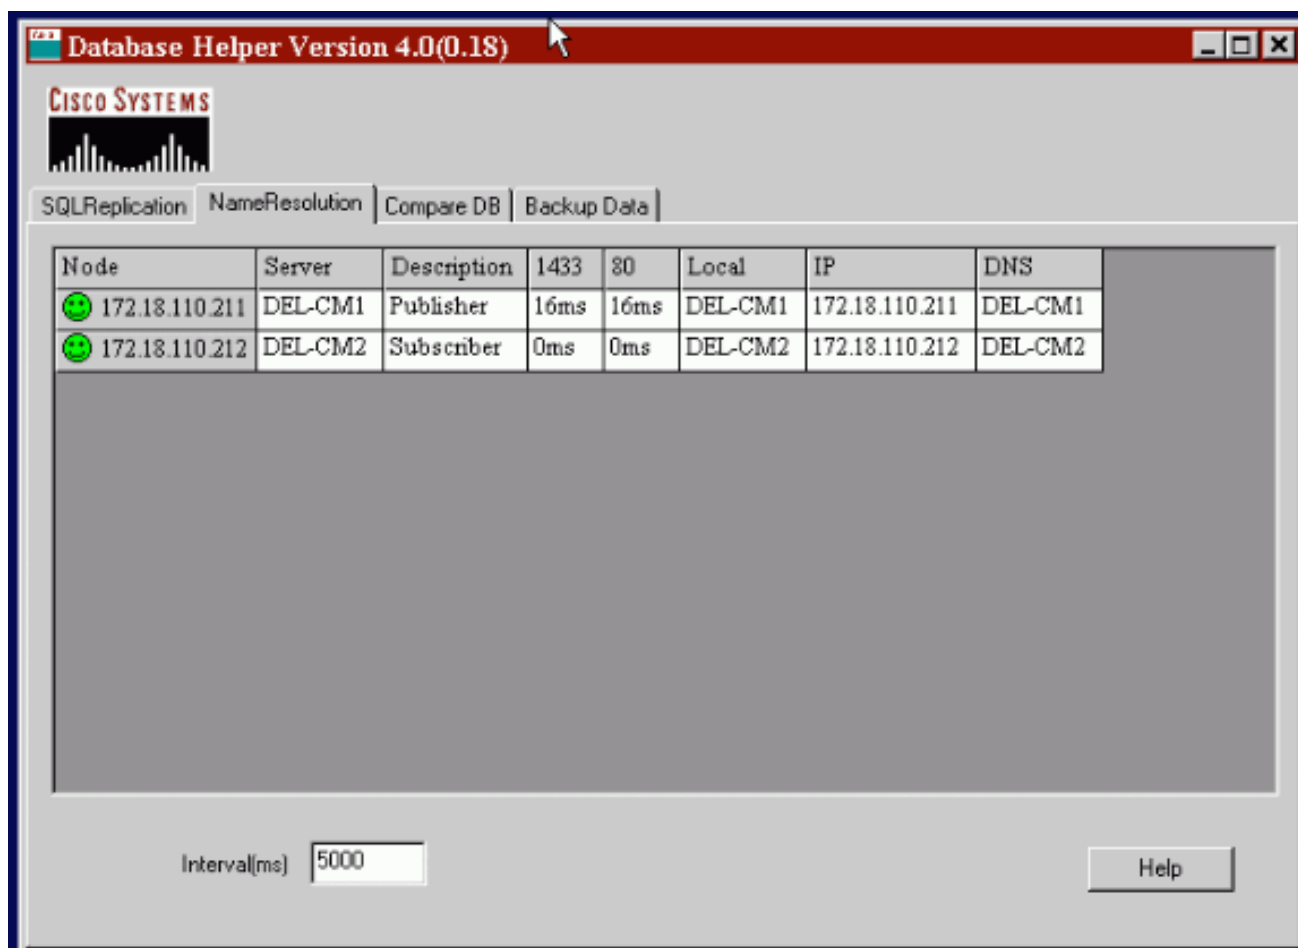 Database Helper Version 4.0(0.18)
CISCO SYSTEMS
SQLReplication NameResolution Compare DB Backup Data
Node Server Description 1433 80 Local IP DNS
172.18.110.211 DEL-CM1 Publisher 16ms 16ms DEL-CM1 172.18.110.211 DEL-CM1
172.18.110.212 DEL-CM2 Subscriber 0ms 0ms DEL-CM2 172.18.110.212 DEL-CM2
Interval(ms) 5000 Help